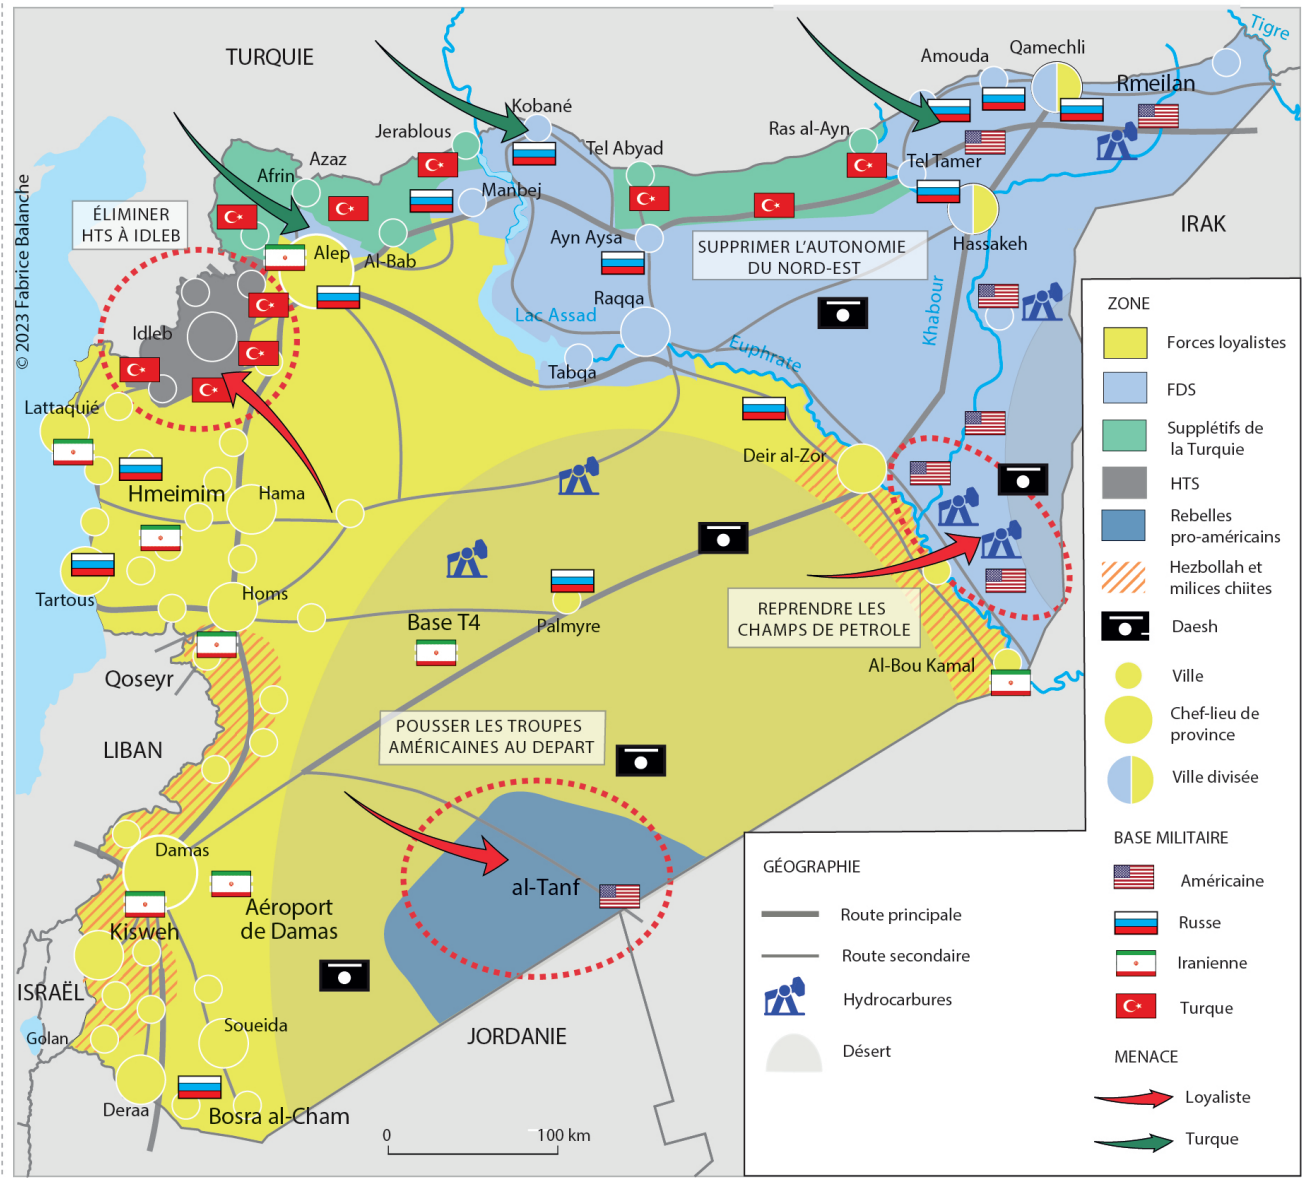 © 2023 Fabrice Balanche
TURQUIE
Tigre
Amouda
Qamechli
Rmeilan
Kobané
Jerablous
Ras al-Ayn
Tel Abyad
Tel Tamer
Azaz
Afrin
Manbej
ÉLIMINER
HTS À IDLEB
IRAK
Ayn Aysa
SUPPRIMER L'AUTONOMIE
DU NORD-EST
Hassakeh
Alep
Al-Bab
Raqqa
Khabour
Lac Assad
Idleb
Euphrate
Tabqa
Lattaquié
Deir al-Zor
Hmeimim
Hama
Tartous
Homs
Palmyre
Base T4
REPRENDRE LES
CHAMPS DE PETROLE
Al-Bou Kamal
Qoseyr
LIBAN
POUSSER LES TROUPES
AMÉRICAINES AU DEPART
Damas
al-Tanf
Aéroport
de Damas
Kisweh
ISRAËL
Golan
Soueida
JORDANIE
Deraa
Bosra al-Cham
0
100 km
ZONE
Forces loyalistes
FDS
Supplétifs de
la Turquie
HTS
Rebelles
pro-américains
Hezbollah et
milices chiites
Daesh
Ville
Chef-lieu de
province
Ville divisée
GÉOGRAPHIE
Route principale
Route secondaire
Hydrocarbures
Désert
BASE MILITAIRE
Américaine
Russe
Iranienne
Turque
MENACE
Loyaliste
Turque